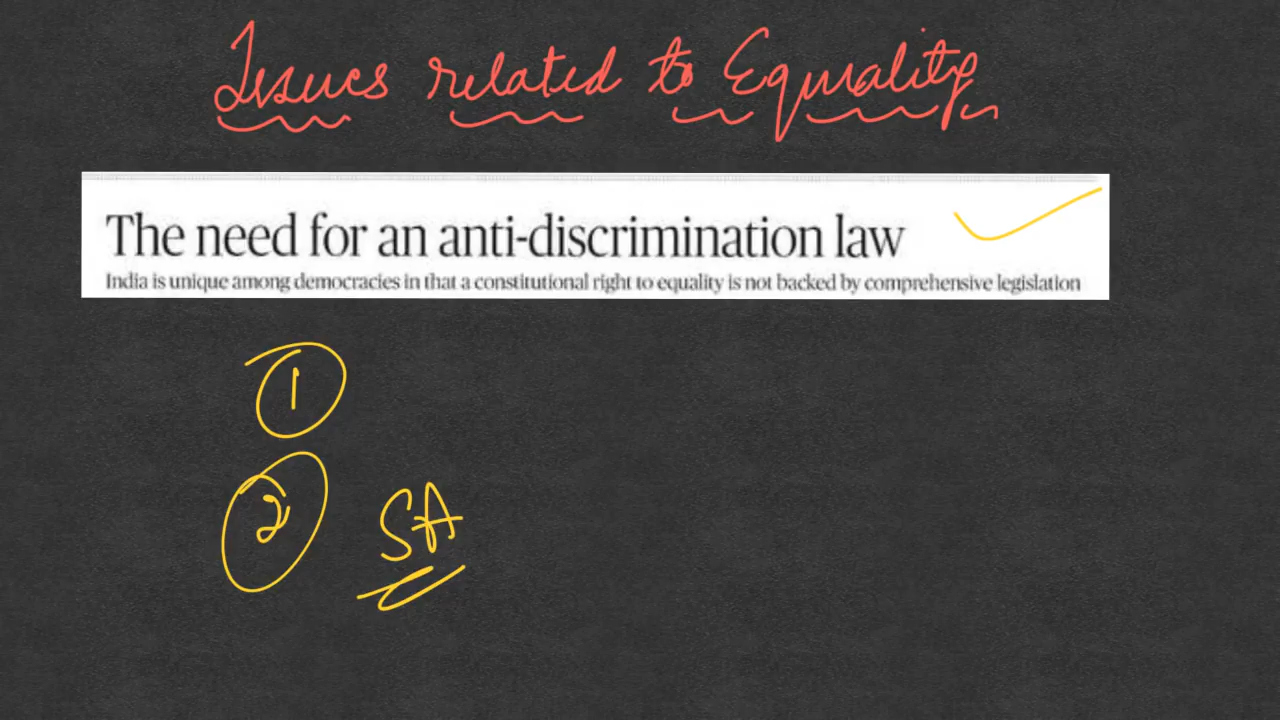 Issues related to Equality
The need for an anti-discrimination law
India is unique among democracies in that a constitutional right to equality is not backed by comprehensive legislation
1
2 SA